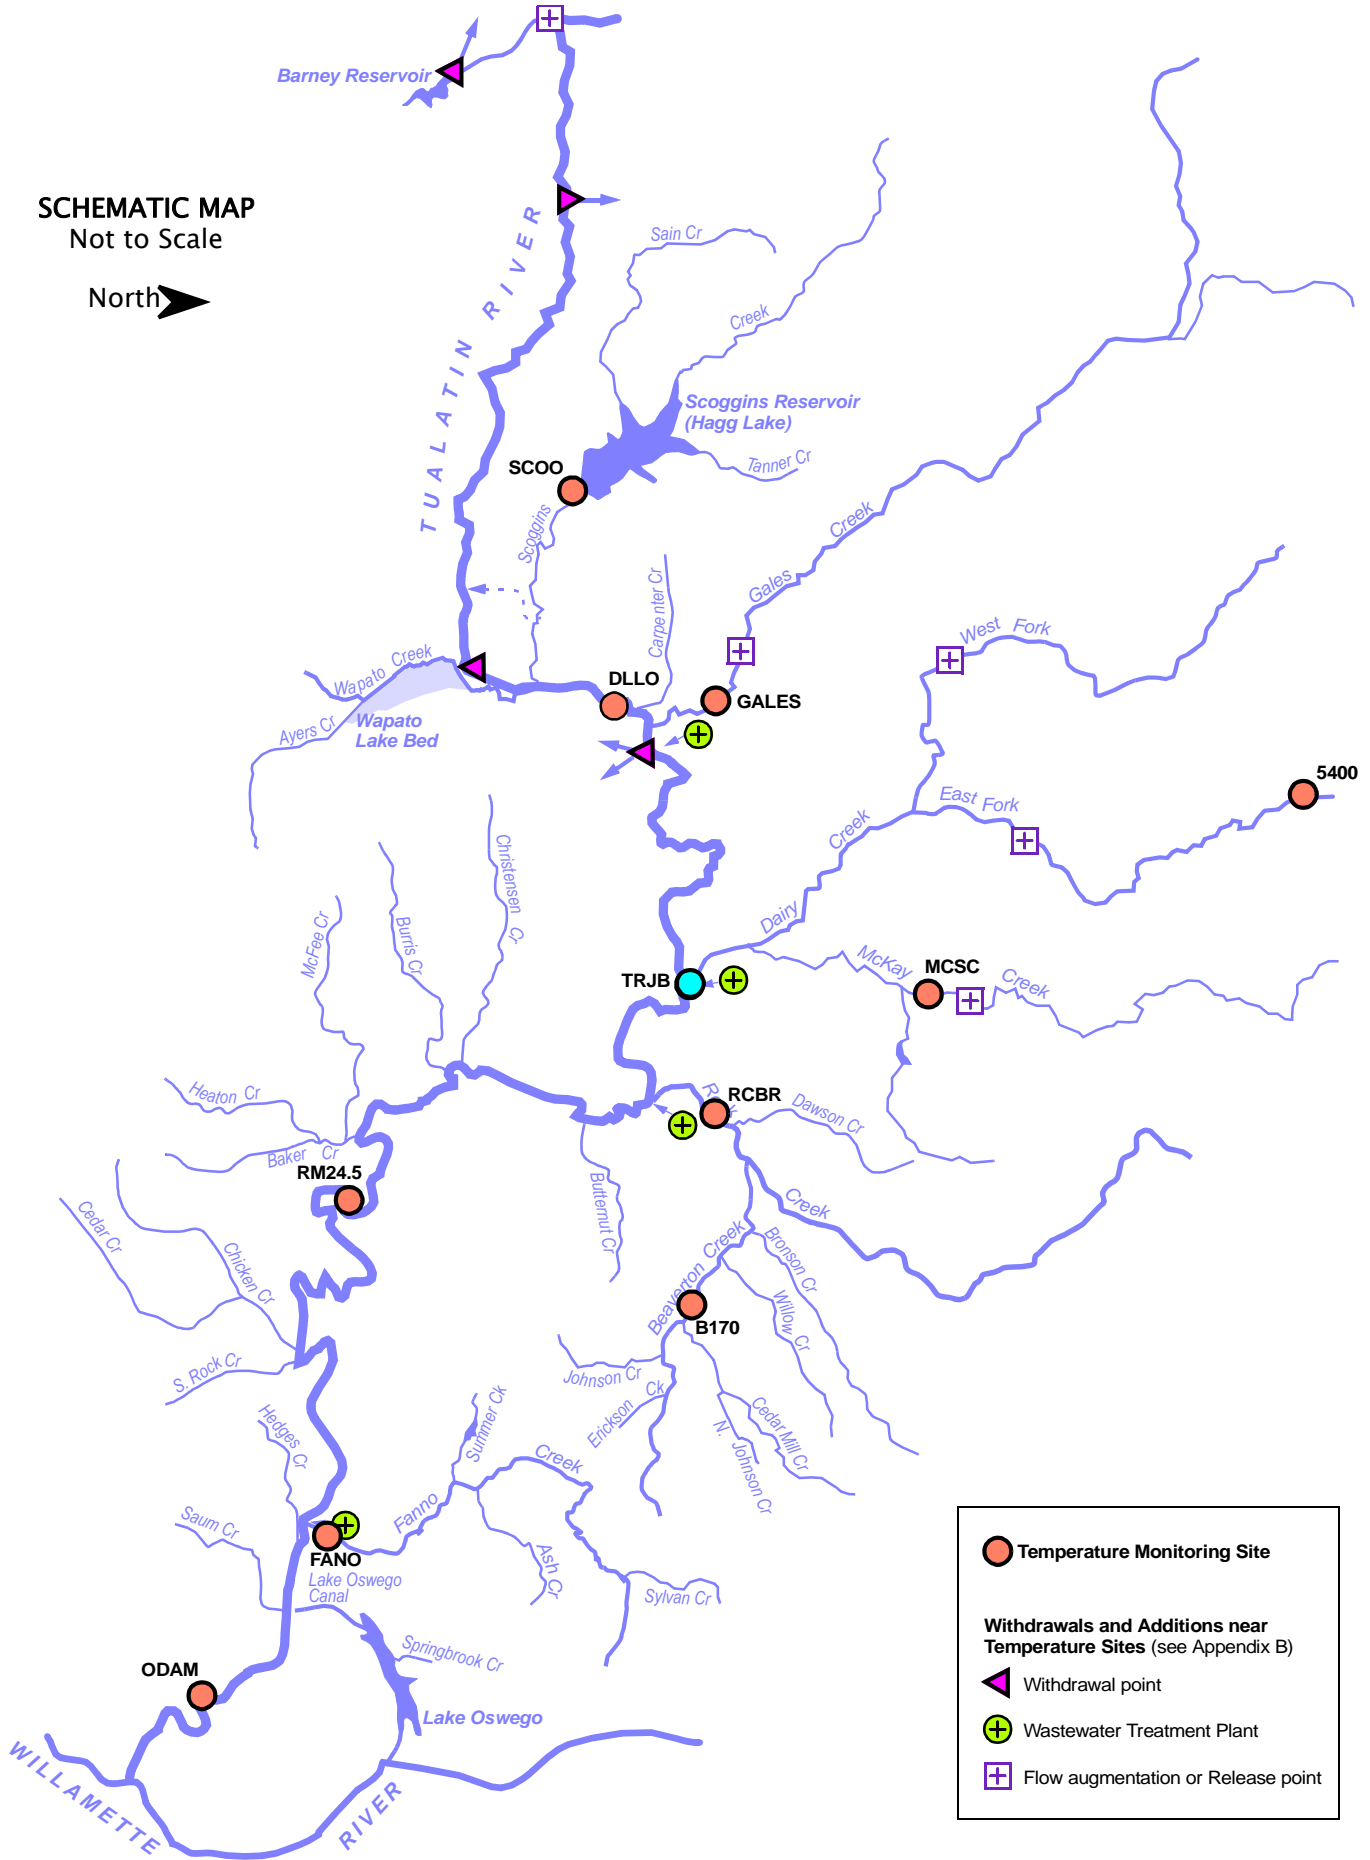 Barney Reservoir
SCHEMATIC MAP
Not to Scale
North
TUALATIN RIVER
Sain Cr
Creek
Scoggins Reservoir
(Hagg Lake)
Tanner Cr
SCOO
Scoggins
Creek
Gales
Carpenter Cr
West Fork
Wapato Creek
DLLO
GALES
Ayers Cr
Wapato
Lake Bed
5400
East Fork
Creek
Dairy
Christensen Cr
Burris Cr
McFee Cr
McKay
MCSC
Creek
TRJB
Heaton Cr
Rock
RCBR
Dawson Cr
Baker Cr
RM24.5
Butternut Cr
Creek
Cedar Cr
Chicken Cr
Beaverton Creek
Bronson Cr
Willow Cr
B170
S. Rock Cr
Johnson Cr
Erickson Ck
Cedar Mill Cr
N. Johnson Cr
Hedges Cr
Summer Ck
Creek
Fanno
Saum Cr
FANO
Ash Cr
Lake Oswego
Canal
Sylvan Cr
Springbrook Cr
ODAM
Lake Oswego
WILLAMETTE
RIVER
Temperature Monitoring Site
Withdrawals and Additions near
Temperature Sites (see Appendix B)
Withdrawal point
Wastewater Treatment Plant
Flow augmentation or Release point